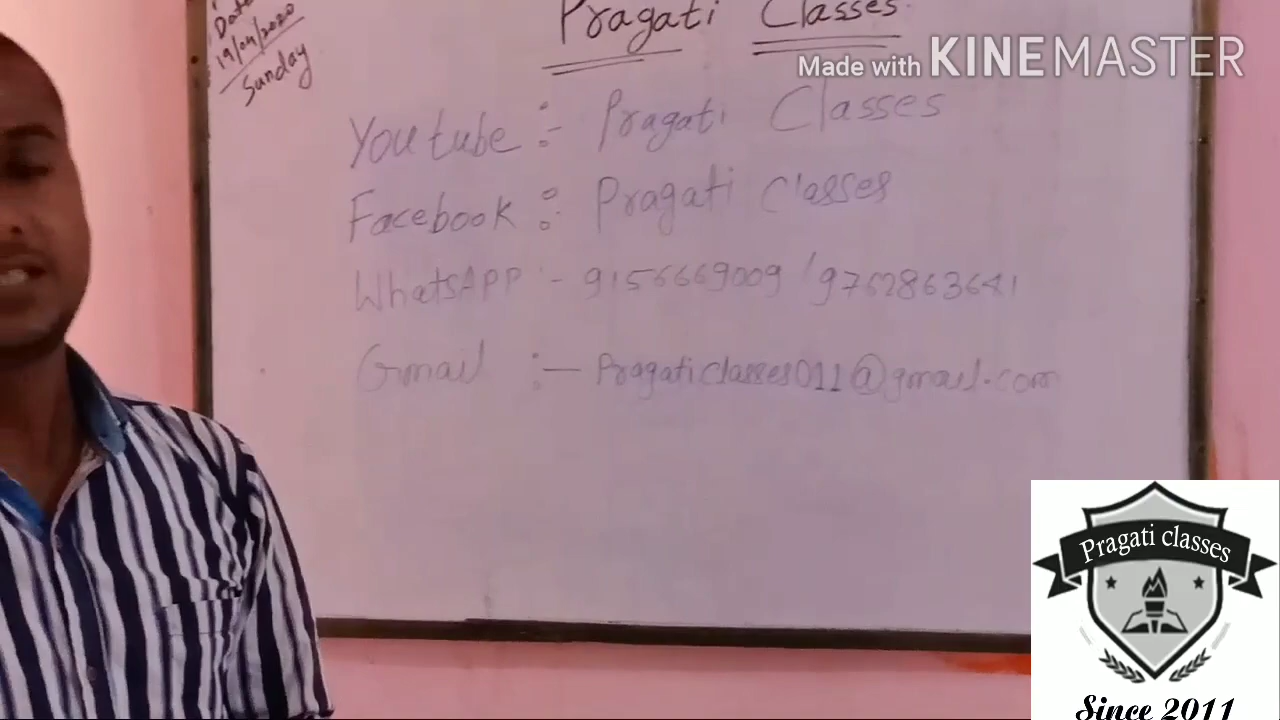 Date
19/04/2020
Sunday
Pragati Classes
Made with KINEMASTER
Youtube :- Pragati Classes
Facebook :- Pragati Classes
WhatsAPP :- 9156669009 / 9762863641
Gmail :- Pragaticlasses011@gmail.com
Pragati classes
Since 2011